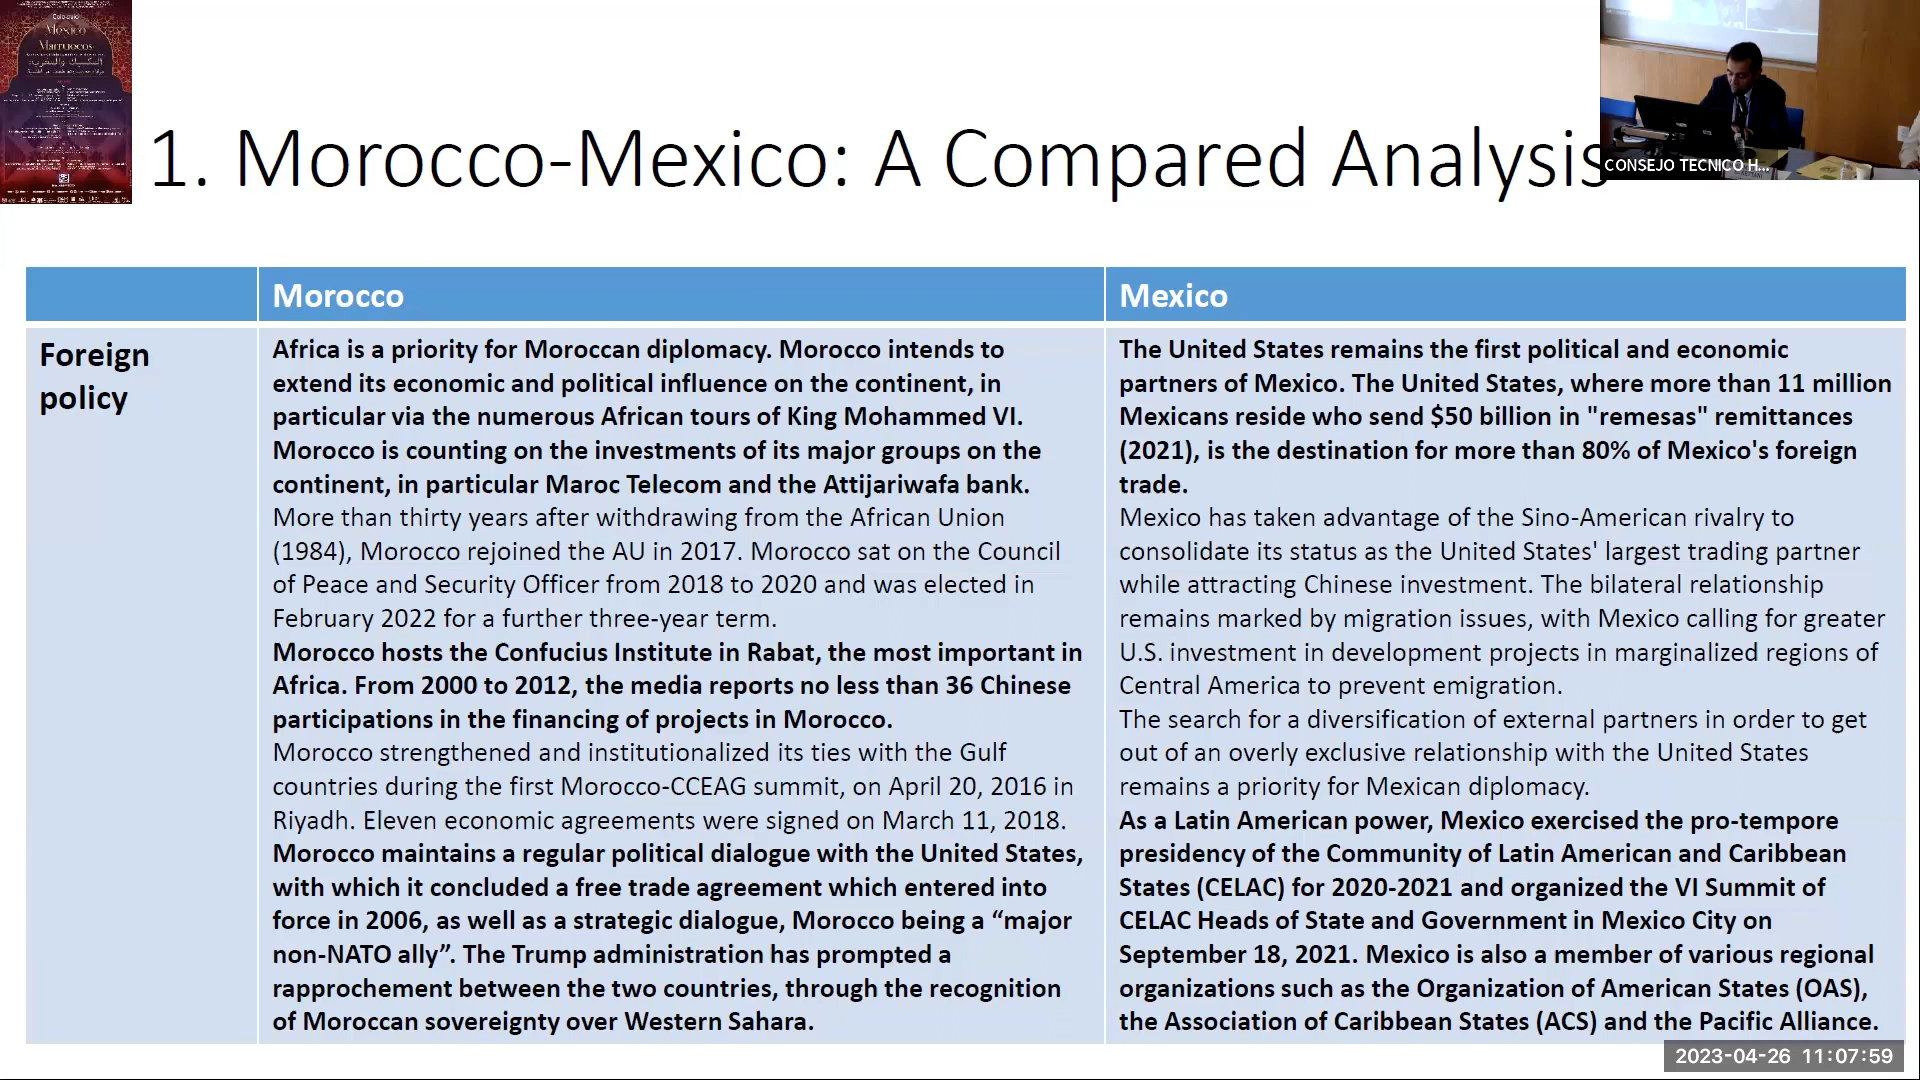 Coloquio
México
Marruecos
المكسيك والمغرب:
1. Morocco-Mexico: A Compared Analysis
CONSEJO TECNICO H...
Morocco
Mexico
Foreign
policy
Africa is a priority for Moroccan diplomacy. Morocco intends to
extend its economic and political influence on the continent, in
particular via the numerous African tours of King Mohammed VI.
Morocco is counting on the investments of its major groups on the
continent, in particular Maroc Telecom and the Attijariwafa bank.
More than thirty years after withdrawing from the African Union
(1984), Morocco rejoined the AU in 2017. Morocco sat on the Council
of Peace and Security Officer from 2018 to 2020 and was elected in
February 2022 for a further three-year term.
Morocco hosts the Confucius Institute in Rabat, the most important in
Africa. From 2000 to 2012, the media reports no less than 36 Chinese
participations in the financing of projects in Morocco.
Morocco strengthened and institutionalized its ties with the Gulf
countries during the first Morocco-CCEAG summit, on April 20, 2016 in
Riyadh. Eleven economic agreements were signed on March 11, 2018.
Morocco maintains a regular political dialogue with the United States,
with which it concluded a free trade agreement which entered into
force in 2006, as well as a strategic dialogue, Morocco being a “major
non-NATO ally”. The Trump administration has prompted a
rapprochement between the two countries, through the recognition
of Moroccan sovereignty over Western Sahara.
The United States remains the first political and economic
partners of Mexico. The United States, where more than 11 million
Mexicans reside who send $50 billion in "remesas" remittances
(2021), is the destination for more than 80% of Mexico's foreign
trade.
Mexico has taken advantage of the Sino-American rivalry to
consolidate its status as the United States' largest trading partner
while attracting Chinese investment. The bilateral relationship
remains marked by migration issues, with Mexico calling for greater
U.S. investment in development projects in marginalized regions of
Central America to prevent emigration.
The search for a diversification of external partners in order to get
out of an overly exclusive relationship with the United States
remains a priority for Mexican diplomacy.
As a Latin American power, Mexico exercised the pro-tempore
presidency of the Community of Latin American and Caribbean
States (CELAC) for 2020-2021 and organized the VI Summit of
CELAC Heads of State and Government in Mexico City on
September 18, 2021. Mexico is also a member of various regional
organizations such as the Organization of American States (OAS),
the Association of Caribbean States (ACS) and the Pacific Alliance.
2023-04-26 11:07:59